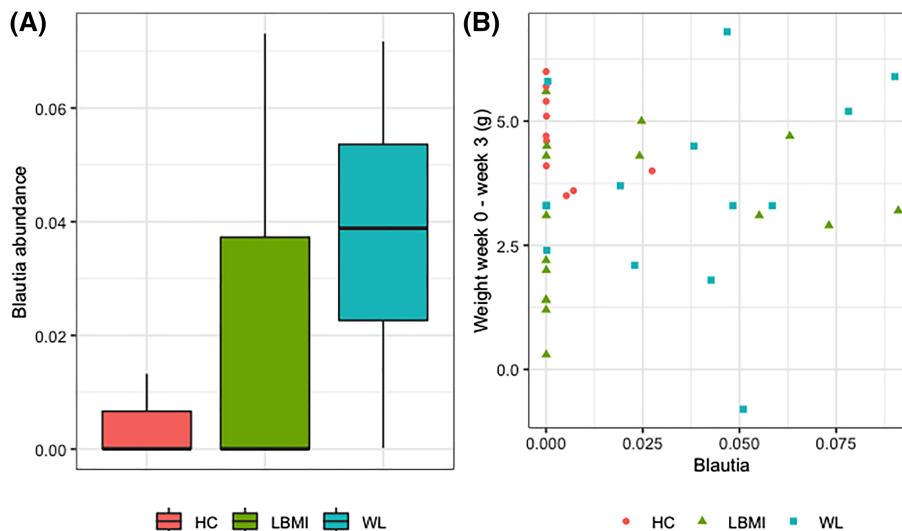 (A)
Blautia abundance
0.06
0.04
0.02
0.00
HC LBMI WL
(B)
Weight week 0 - week 3 (g)
5.0
2.5
0.0
0.000 0.025 0.050 0.075
Blautia
HC LBMI WL